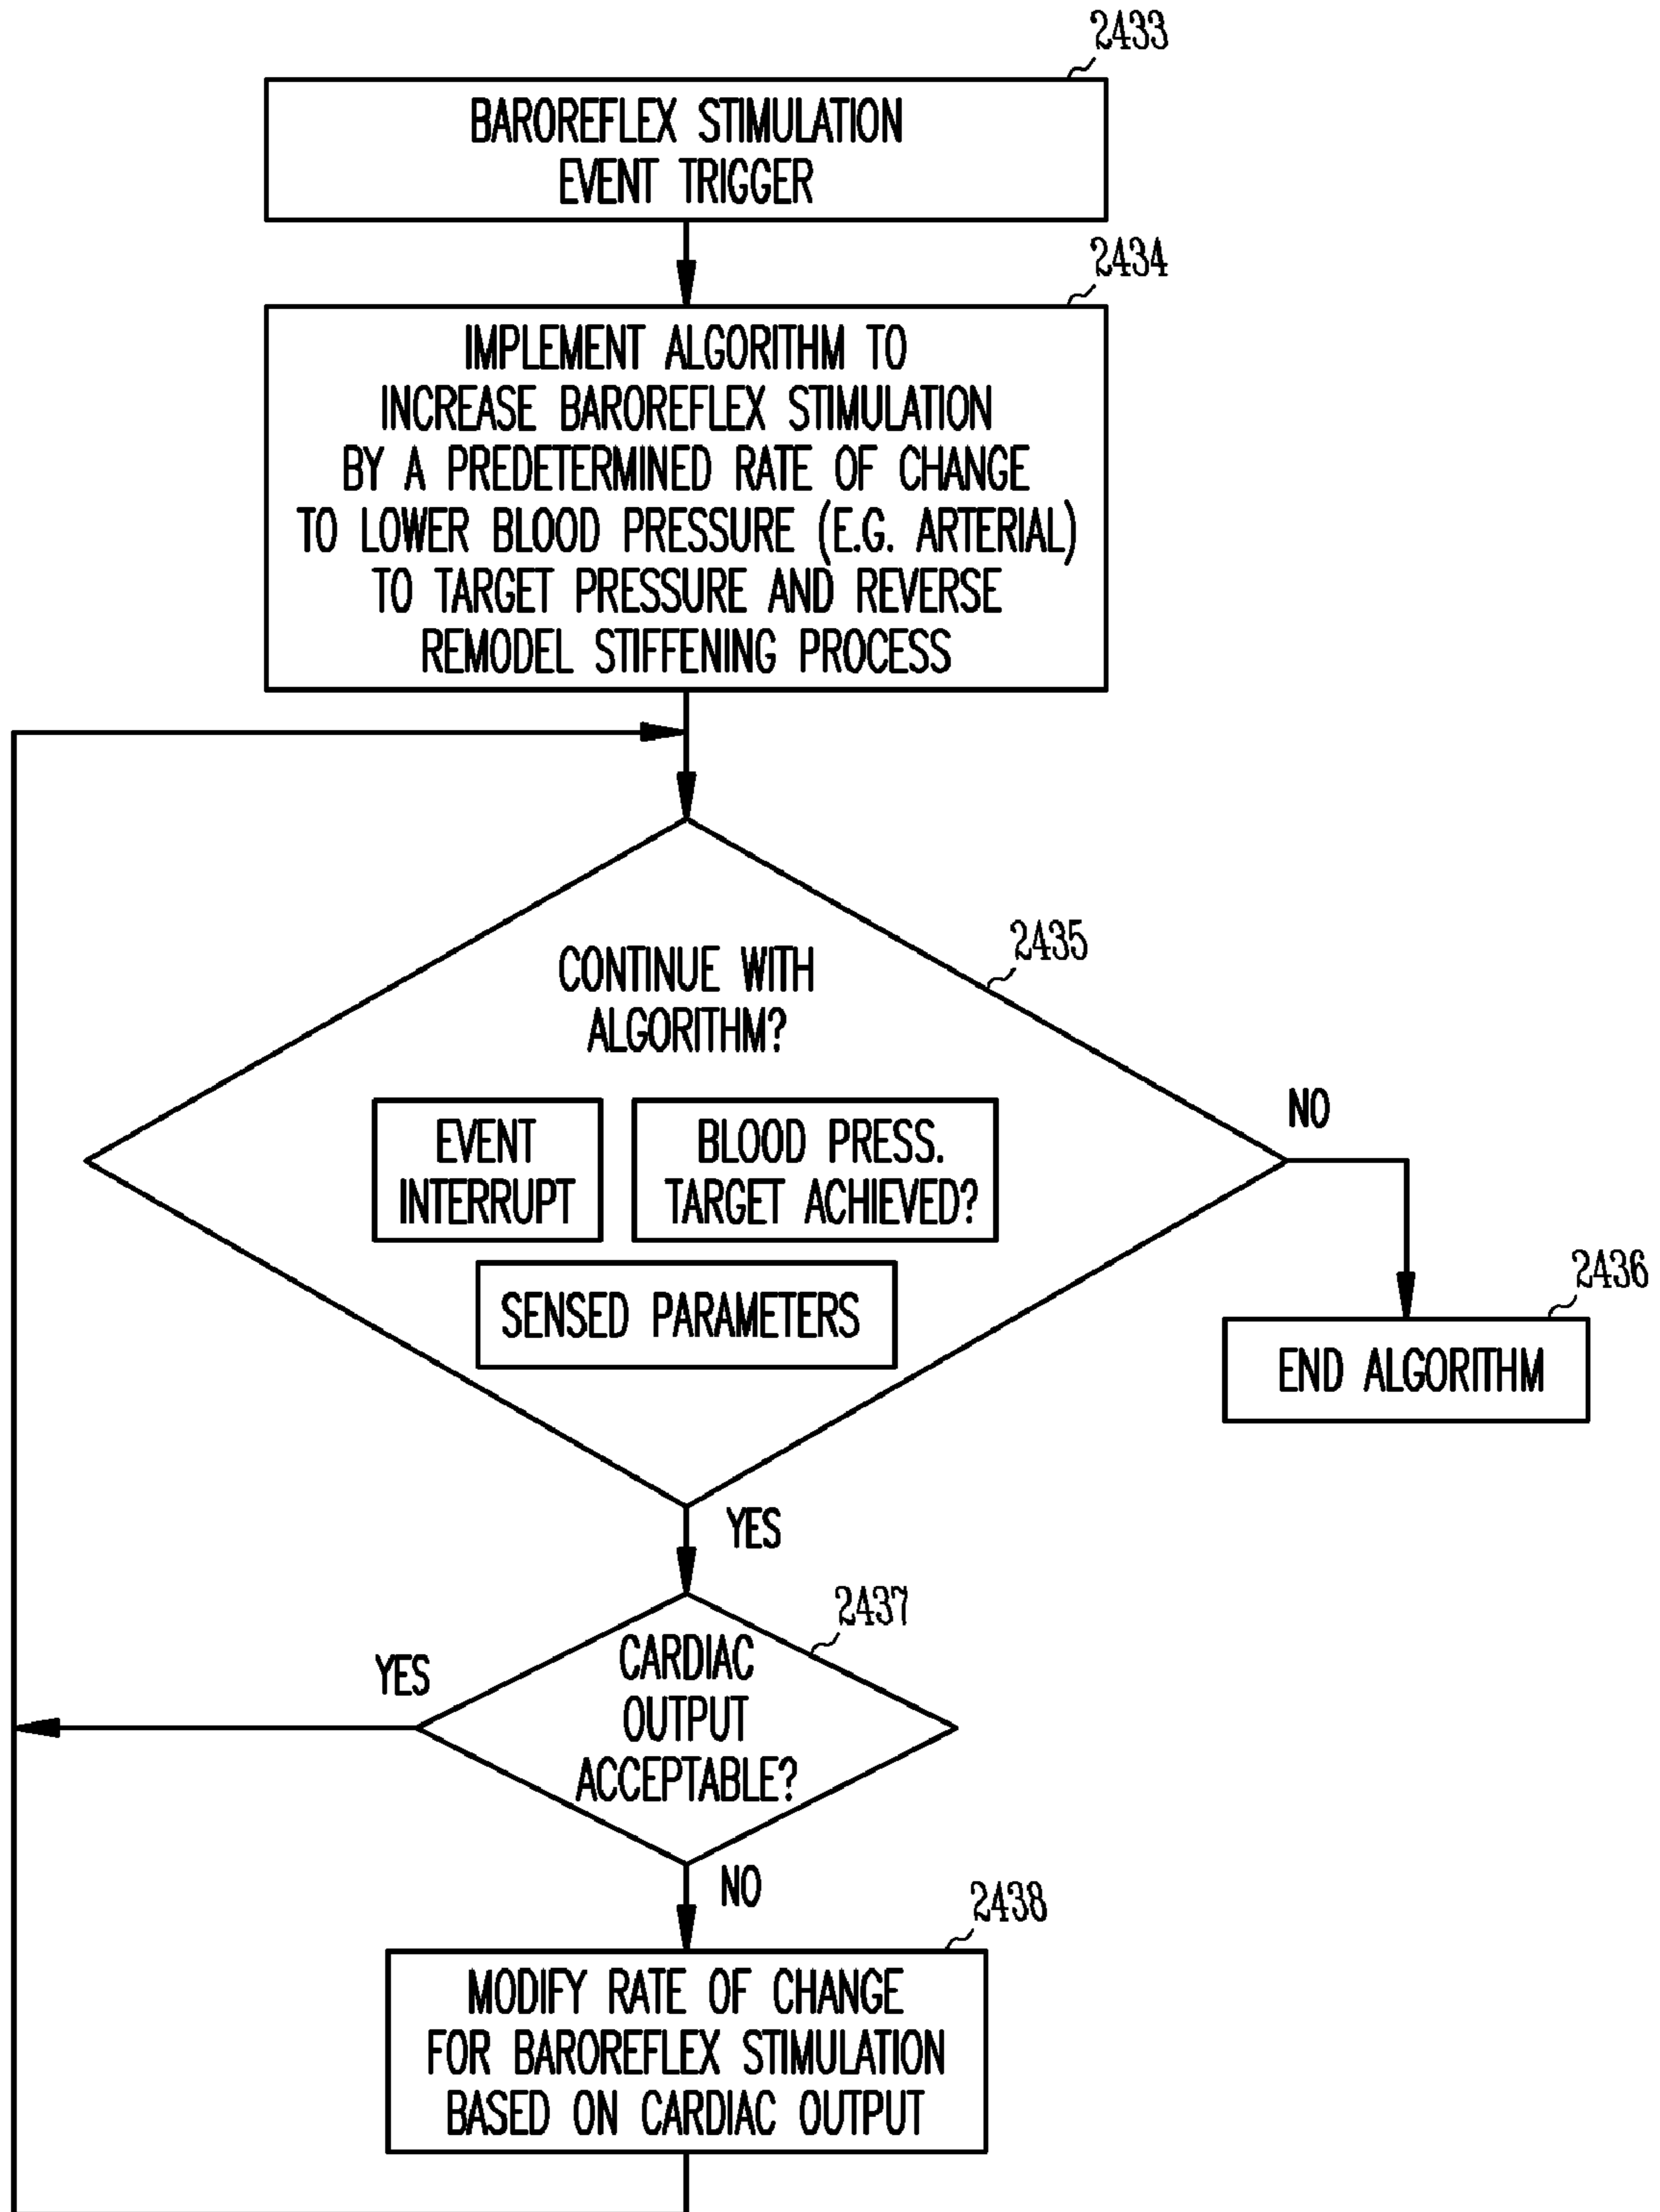 2433
BAROREFLEX STIMULATION
EVENT TRIGGER
2434
IMPLEMENT ALGORITHM TO
INCREASE BAROREFLEX STIMULATION
BY A PREDETERMINED RATE OF CHANGE
TO LOWER BLOOD PRESSURE (E.G. ARTERIAL)
TO TARGET PRESSURE AND REVERSE
REMODEL STIFFENING PROCESS
2435
CONTINUE WITH
ALGORITHM?
EVENT
INTERRUPT
BLOOD PRESS.
TARGET ACHIEVED?
SENSED PARAMETERS
NO
2436
END ALGORITHM
YES
2437
CARDIAC
OUTPUT
ACCEPTABLE?
YES
NO
2438
MODIFY RATE OF CHANGE
FOR BAROREFLEX STIMULATION
BASED ON CARDIAC OUTPUT